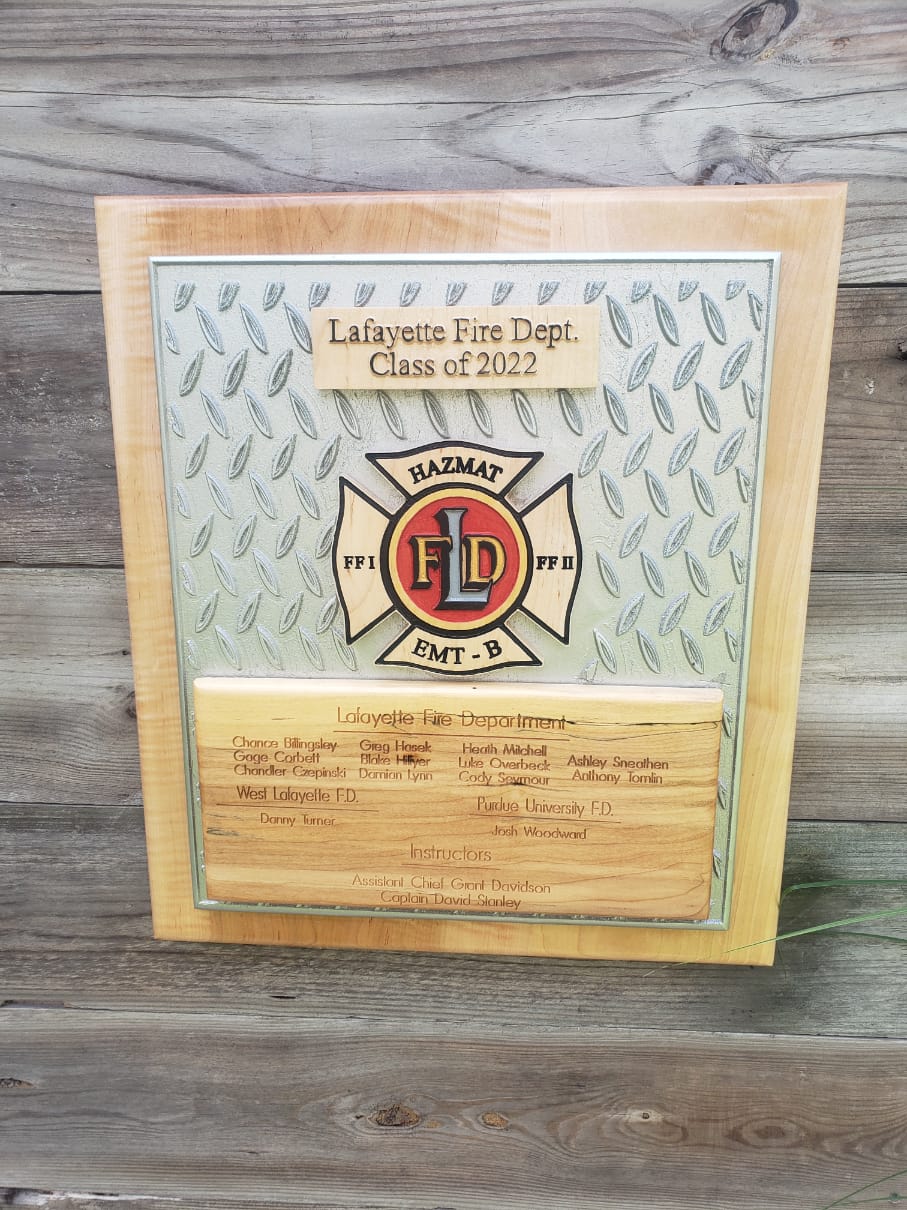 Lafayette Fire Dept.
Class of 2022
HAZMAT
FF I
FLD
FF II
EMT - B
Lafayette Fire Department
Chance Billingsley Greg Hasek Heath Mitchell
Gage Corbett Blake Hillyer Luke Overbeck Ashley Sneathen
Chandler Czepinski Damian Lynn Cody Seymour Anthony Tomlin
West Lafayette F.D. Purdue University F.D.
Danny Turner Josh Woodward
Instructors
Assistant Chief Grant Davidson
Captain David Stanley